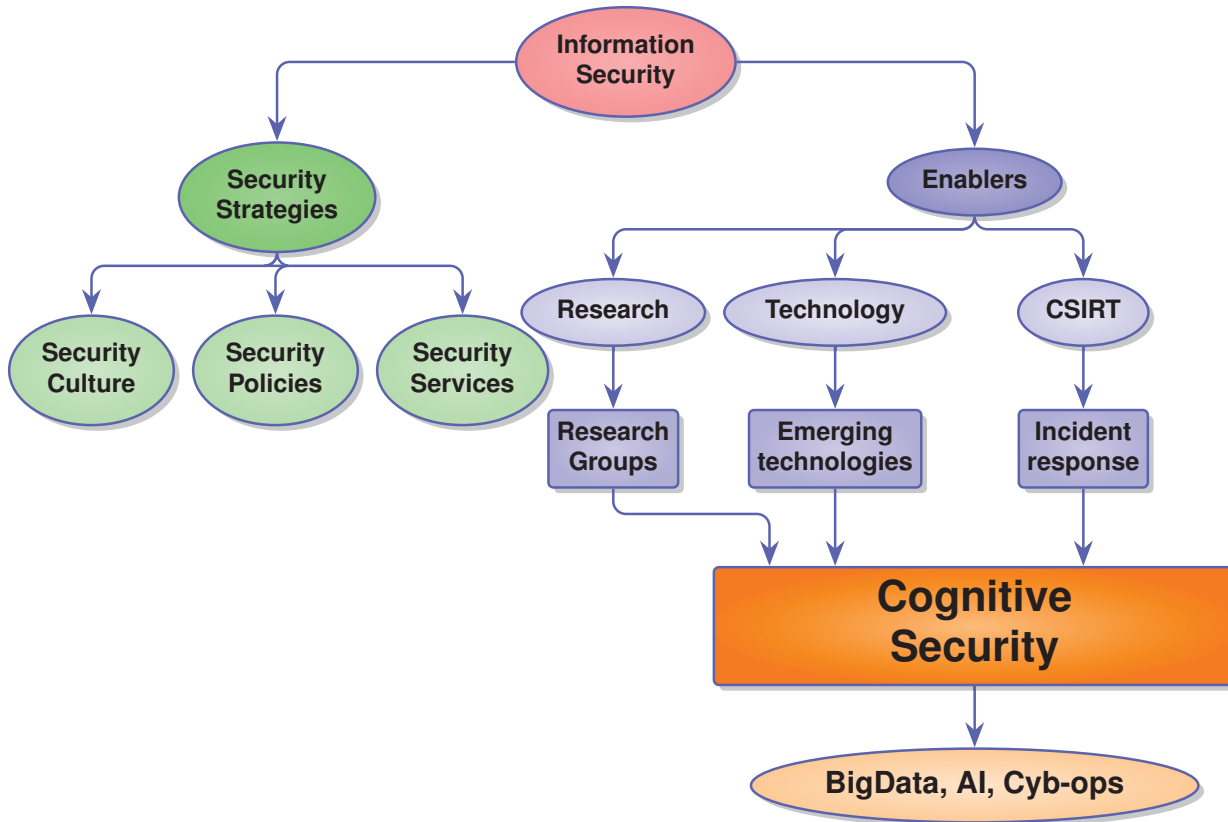 Information
Security
Security
Strategies
Enablers
Research
Technology
CSIRT
Security
Culture
Security
Policies
Security
Services
Research
Groups
Emerging
technologies
Incident
response
Cognitive
Security
BigData, AI, Cyb-ops